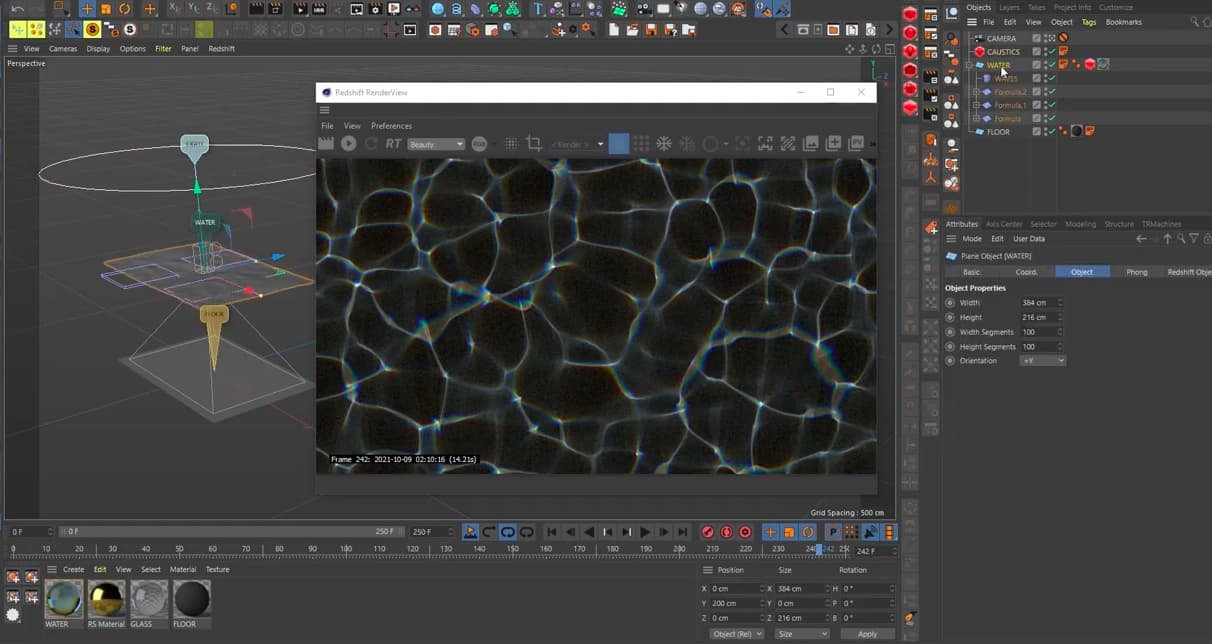 Objects Layers Takes Project Asset Info Customize
File Edit View Object Tags Bookmarks
View Cameras Display Options Filter Panel Redshift
Perspective
CAMERA
CAUSTICS
WATER
WAVES
Formula.2
Formula.1
Formula
FLOOR
Redshift RenderView
File View Preferences
RT Beauty < Render >
LIGHT
WATER
FLOOR
Frame 242: 2021-10-09 02:10:16 (14.21s)
Grid Spacing : 500 cm
Attributes Axis Center Selector Modeling Structure TRMachines
Mode Edit User Data
Plane Object [WATER]
Basic Coord. Object Phong Redshift Obje
Object Properties
Width 384 cm
Height 216 cm
Width Segments 100
Height Segments 100
Orientation +Y
0 F 0 F 250 F 250 F
0 10 20 30 40 50 60 70 80 90 100 110 120 130 140 150 160 170 180 190 200 210 220 230 240 242 25 242 F
Create Edit View Select Material Texture
WATER RS Material GLASS FLOOR
Position Size Rotation
X 0 cm X 384 cm H 0 °
Y 200 cm Y 0 cm P 0 °
Z 0 cm Z 216 cm B 0 °
Object (Rel) Size Apply